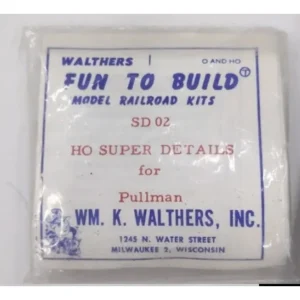 WALTHERS O AND HO
FUN TO BUILD
MODEL RAILROAD KITS
SD 02
HO SUPER DETAILS
for
Pullman
WM. K. WALTHERS, INC.
1245 N. WATER STREET
MILWAUKEE 2, WISCONSIN